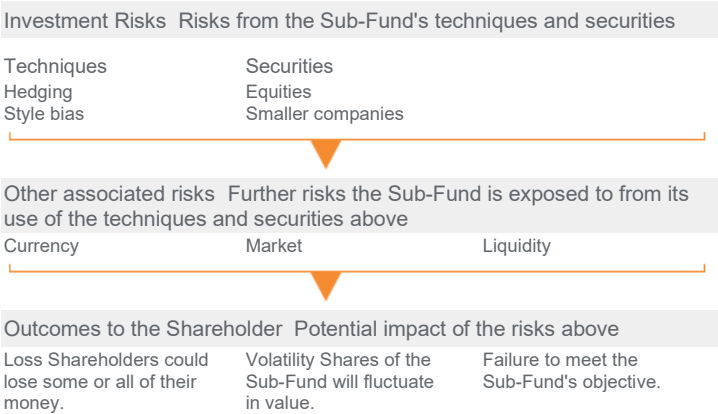 Investment Risks  Risks from the Sub-Fund's techniques and securities
Techniques
Hedging
Style bias
Securities
Equities
Smaller companies
Other associated risks  Further risks the Sub-Fund is exposed to from its
use of the techniques and securities above
Currency
Market
Liquidity
Outcomes to the Shareholder  Potential impact of the risks above
Loss Shareholders could
lose some or all of their
money.
Volatility Shares of the
Sub-Fund will fluctuate
in value.
Failure to meet the
Sub-Fund's objective.